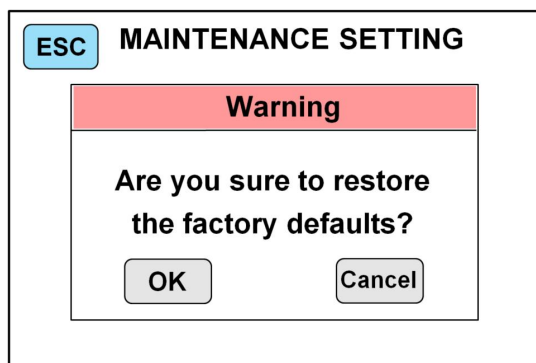 ESC MAINTENANCE SETTING
Warning
Are you sure to restore
the factory defaults?
OK Cancel